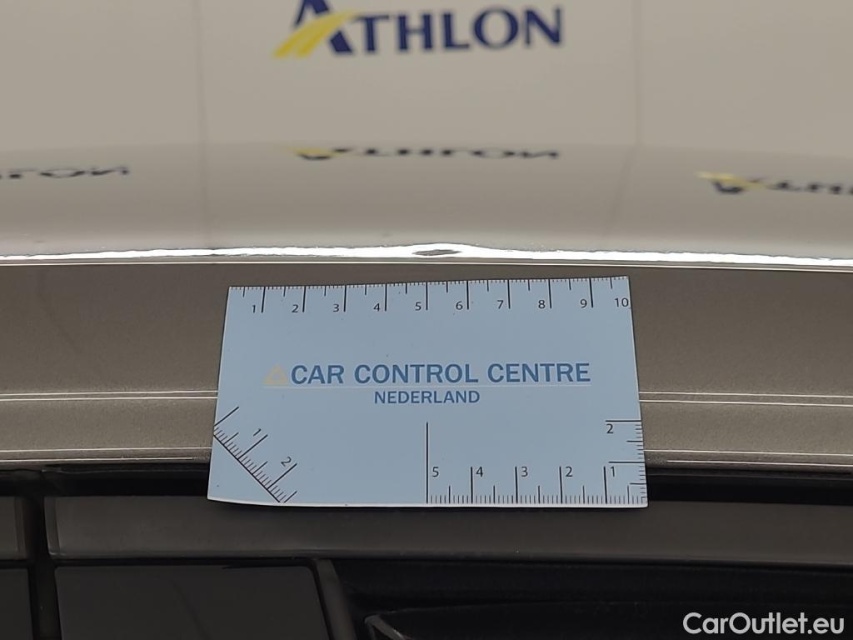 ATHLON
1 2 3 4 5 6 7 8 9 10
CAR CONTROL CENTRE
NEDERLAND
1 2
5 4 3 2 1
2
CarOutlet.eu